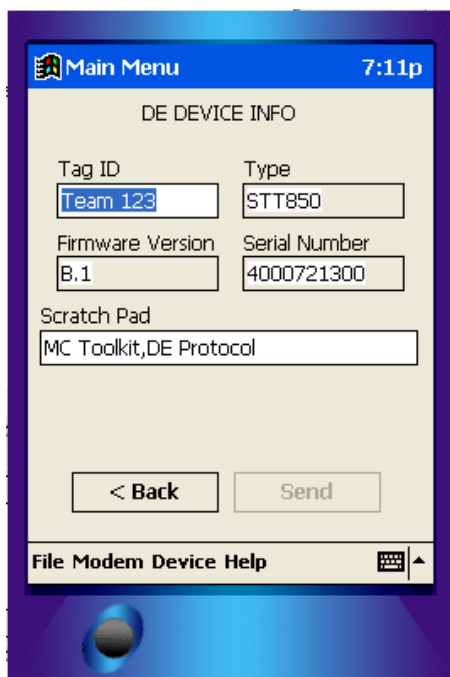 Main Menu 7:11p
DE DEVICE INFO
Tag ID Type
Team 123 STT850
Firmware Version Serial Number
B.1 4000721300
Scratch Pad
MC Toolkit,DE Protocol
< Back Send
File Modem Device Help